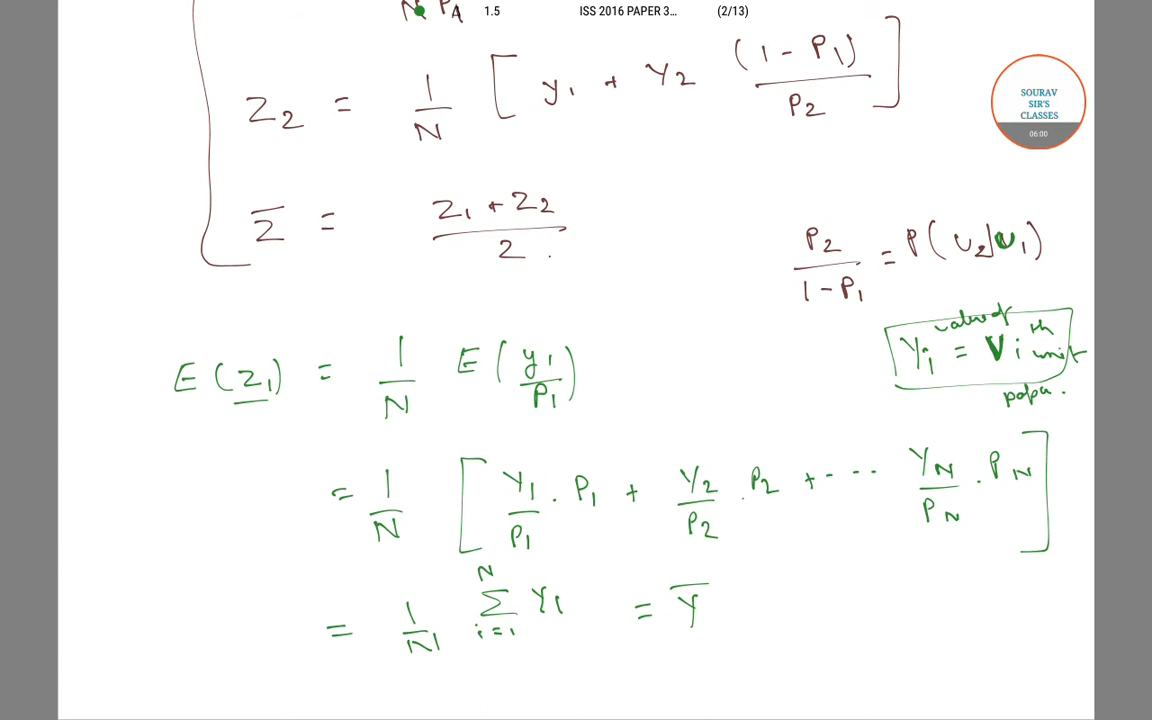 1.5 ISS 2016 PAPER 3... (2/13)
Z2 = 1/N [ y1 + Y2 (1 - P1)/P2 ]
SOURAV
SIR'S
CLASSES
06:00
Z̅ = (Z1 + Z2)/2 .
P2/(1 - P1) = P( U2|U1 )
value of
Yi = V i th unit
popn .
E ( Z1 ) = 1/N E ( y1/P1 )
= 1/N [ Y1/P1 . P1 + Y2/P2 . P2 + - - - - YN/PN . PN ]
= 1/N N Σ i=1 Yi = Y̅